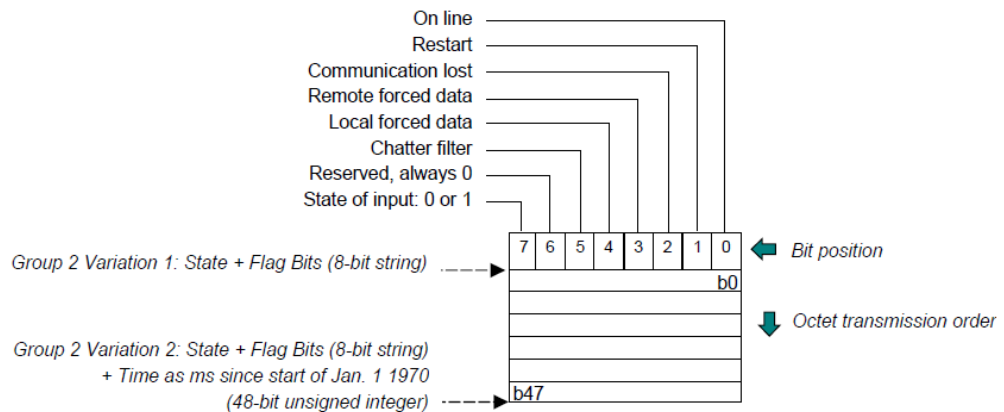 On line
Restart
Communication lost
Remote forced data
Local forced data
Chatter filter
Reserved, always 0
State of input: 0 or 1
7 6 5 4 3 2 1 0
Bit position
Group 2 Variation 1: State + Flag Bits (8-bit string)
b0
Octet transmission order
Group 2 Variation 2: State + Flag Bits (8-bit string)
+ Time as ms since start of Jan. 1 1970
(48-bit unsigned integer)
b47